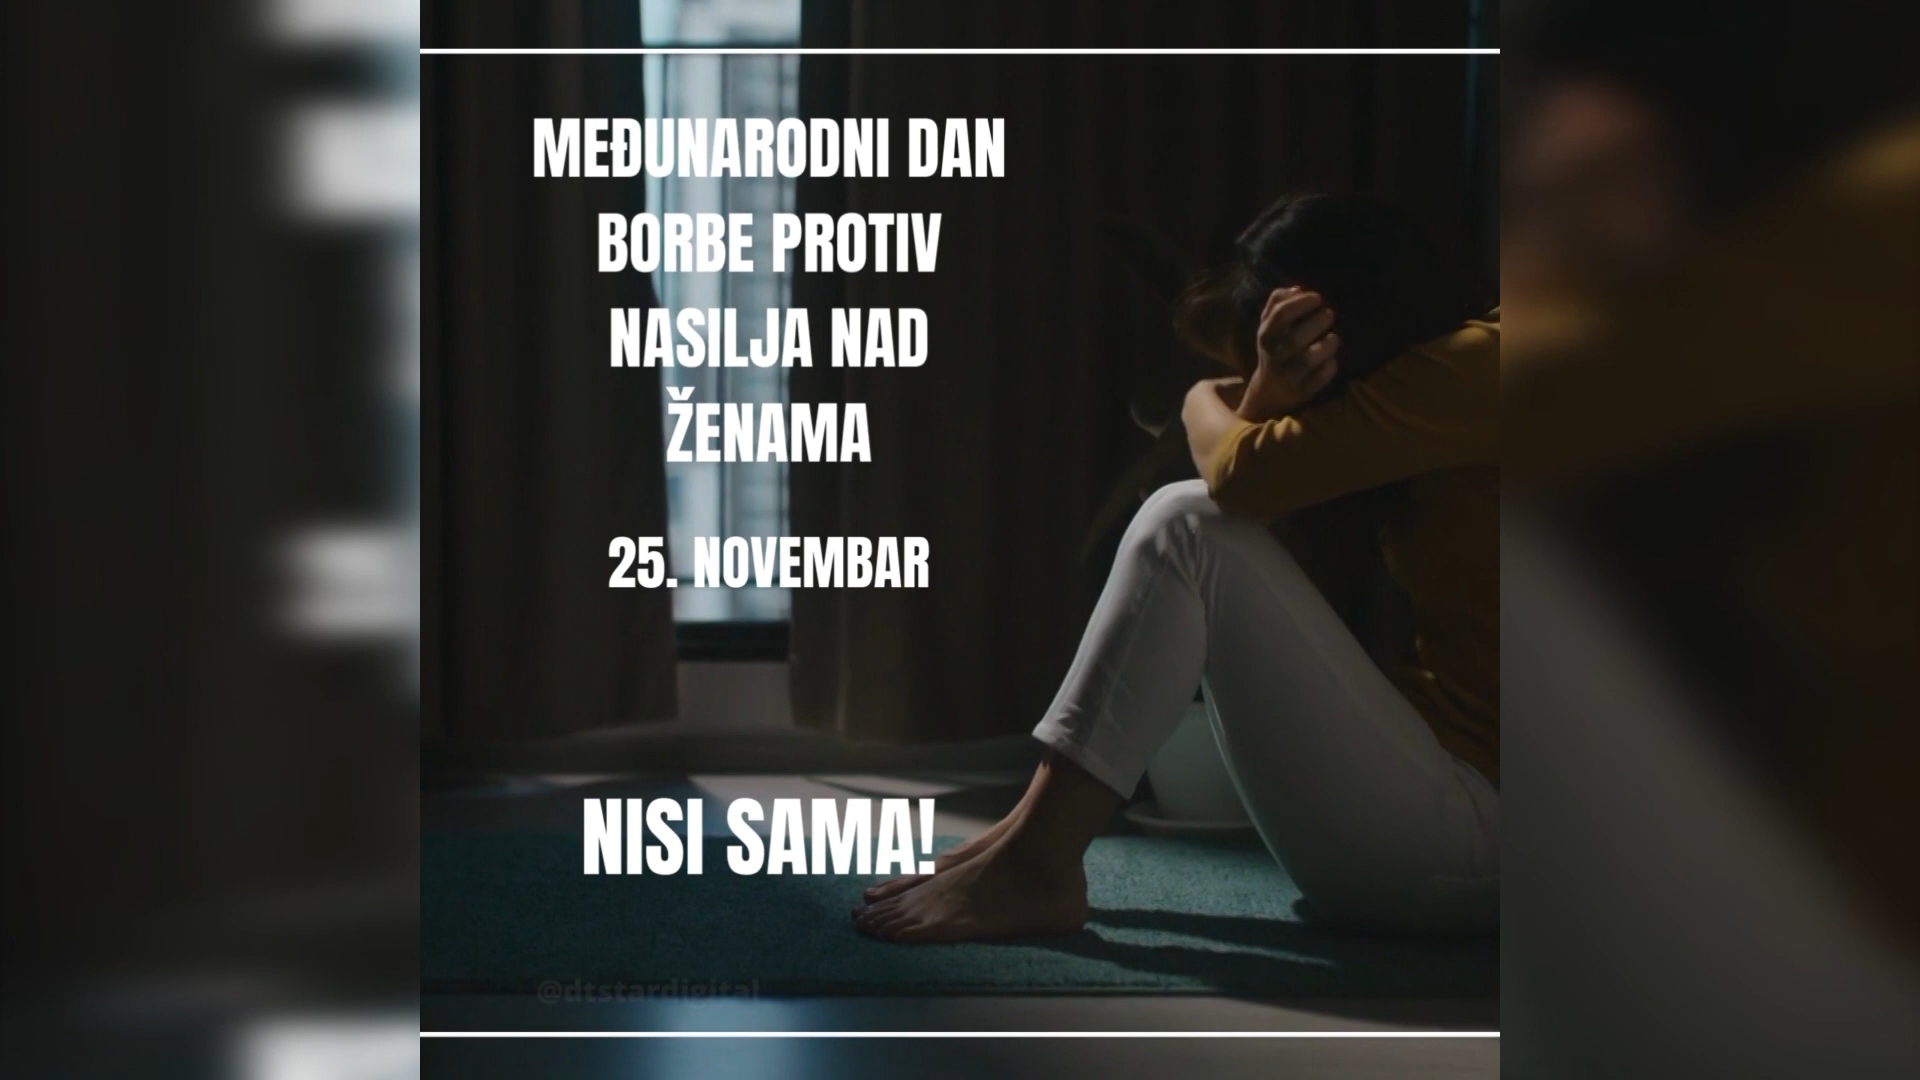 MEĐUNARODNI DAN
BORBE PROTIV
NASILJA NAD
ŽENAMA
25. NOVEMBAR
NISI SAMA!
@dtstardigital